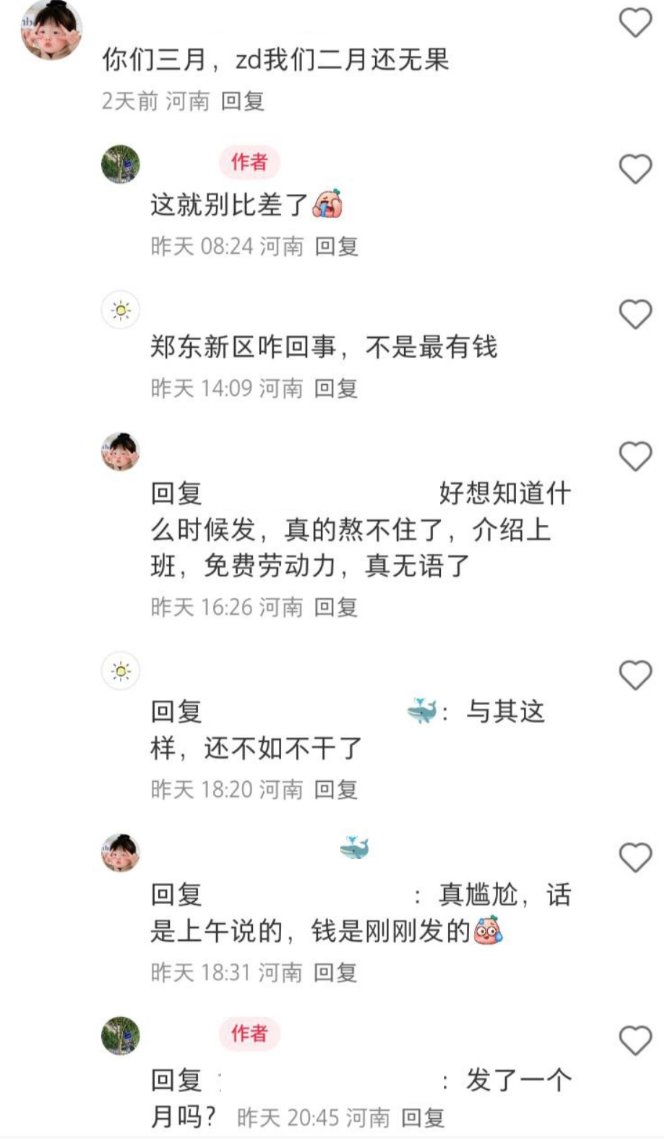 你们三月，zd我们二月还无果
2天前 河南 回复
作者
这就别比差了
昨天 08:24 河南 回复
郑东新区咋回事，不是最有钱
昨天 14:09 河南 回复
回复 好想知道什
么时候发，真的熬不住了，介绍上
班，免费劳动力，真无语了
昨天 16:26 河南 回复
回复 ：与其这
样，还不如不干了
昨天 18:20 河南 回复
回复 ：真尴尬，话
是上午说的，钱是刚刚发的
昨天 18:31 河南 回复
作者
回复 ：发了一个
月吗？ 昨天 20:45 河南 回复